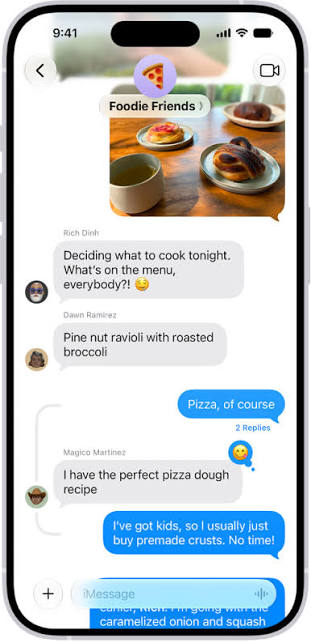 9:41
Foodie Friends
Rich Dinh
Deciding what to cook tonight.
What's on the menu,
everybody?! 😋
Dawn Ramirez
Pine nut ravioli with roasted
broccoli
Pizza, of course
2 Replies
Magico Martinez
I have the perfect pizza dough
recipe
I've got kids, so I usually just
buy premade crusts. No time!
iMessage
earlier, Rich. I'm going with the
caramelized onion and squash